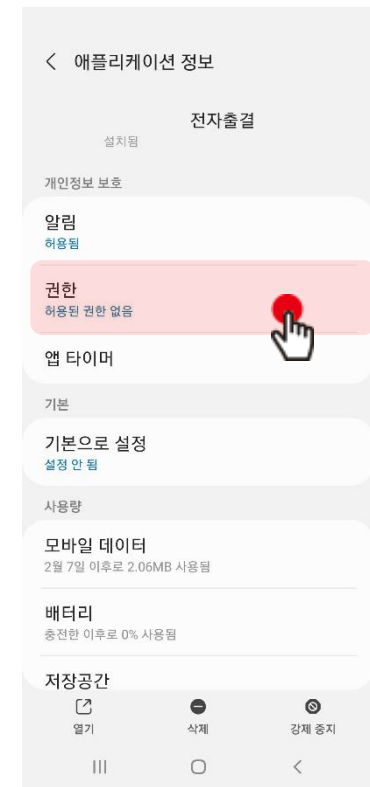 애플리케이션 정보
전자출결
설치됨
개인정보 보호
알림
허용됨
권한
허용된 권한 없음
앱 타이머
기본
기본으로 설정
설정 안 됨
사용량
모바일 데이터
2월 7일 이후로 2.06MB 사용됨
배터리
충전한 이후로 0% 사용됨
저장공간
열기 삭제 강제 중지